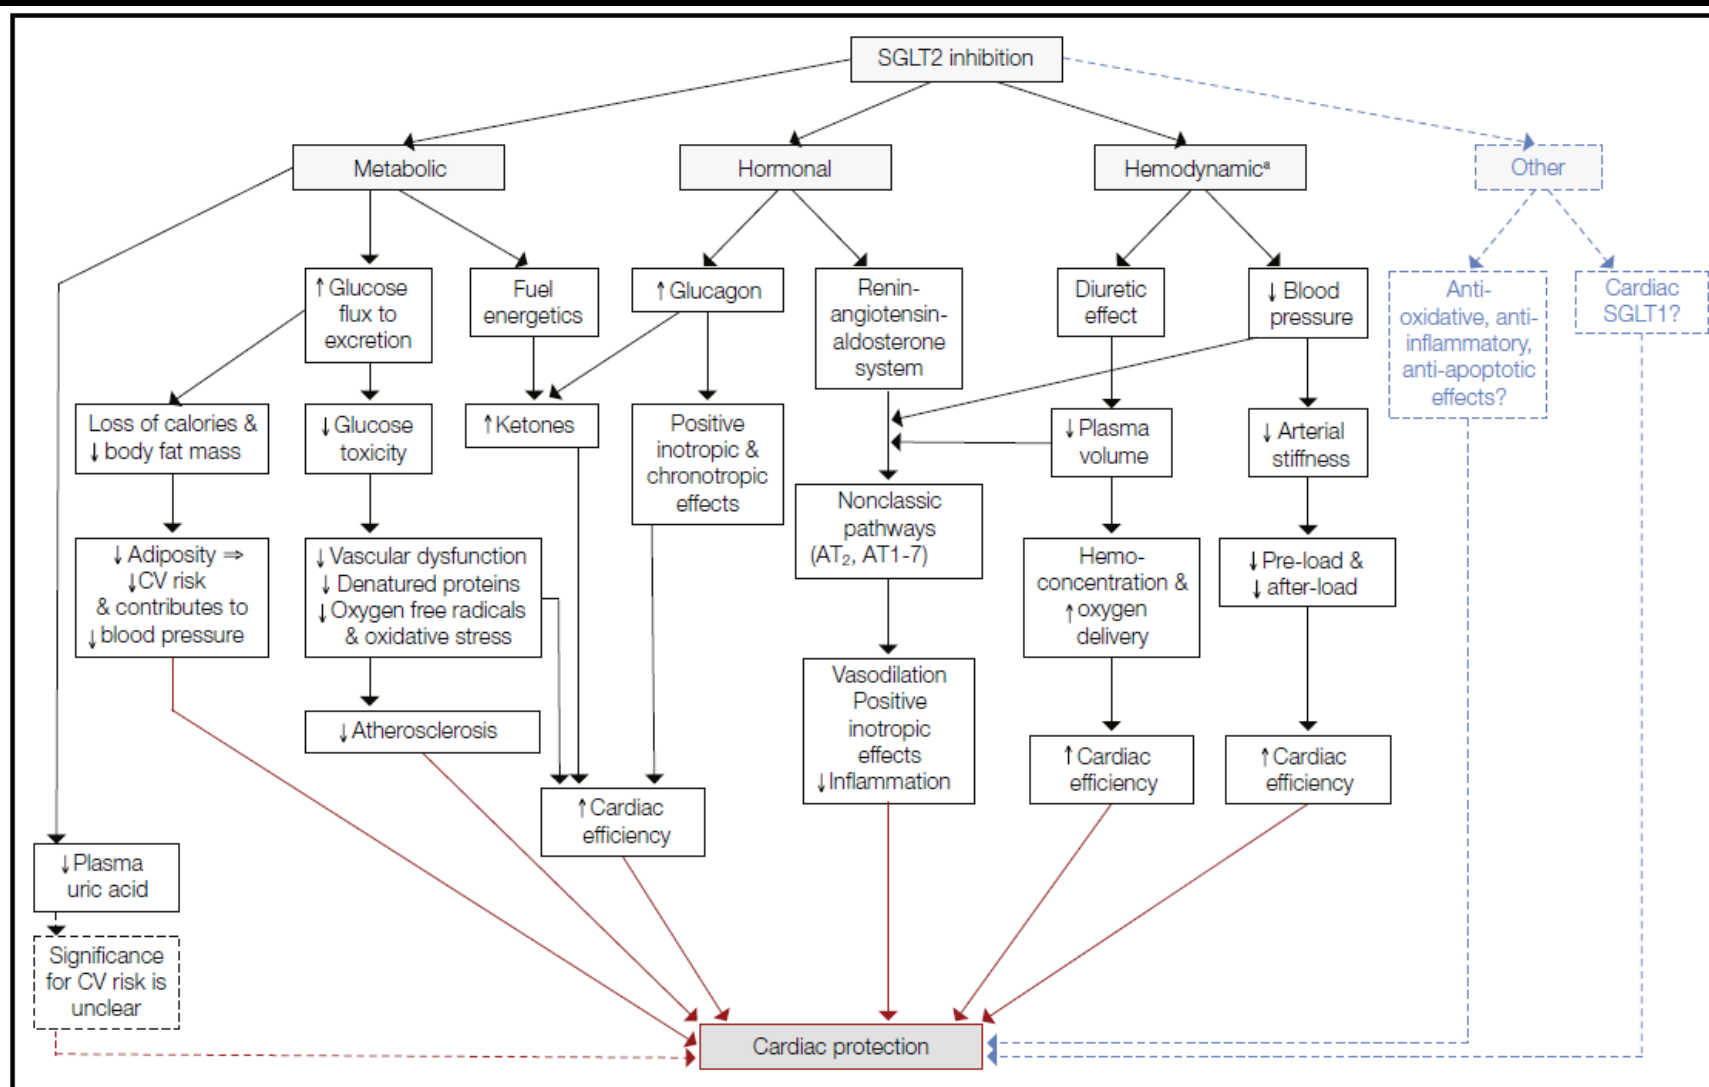 SGLT2 inhibition
Metabolic
Hormonal
Hemodynamicᵃ
Other
↑ Glucose
flux to
excretion
Fuel
energetics
↑ Glucagon
Renin-
angiotensin-
aldosterone
system
Diuretic
effect
↓ Blood
pressure
Anti-
oxidative, anti-
inflammatory,
anti-apoptotic
effects?
Cardiac
SGLT1?
Loss of calories &
↓ body fat mass
↓ Glucose
toxicity
↑ Ketones
Positive
inotropic &
chronotropic
effects
↓ Plasma
volume
↓ Arterial
stiffness
Nonclassic
pathways
(AT₂, AT1-7)
↓ Adiposity ⇒
↓ CV risk
& contributes to
↓ blood pressure
↓ Vascular dysfunction
↓ Denatured proteins
↓ Oxygen free radicals
& oxidative stress
Hemo-
concentration &
↑ oxygen
delivery
↓ Pre-load &
↓ after-load
Vasodilation
Positive
inotropic
effects
↓ Inflammation
↓ Atherosclerosis
↑ Cardiac
efficiency
↑ Cardiac
efficiency
↑ Cardiac
efficiency
↓ Plasma
uric acid
Significance
for CV risk is
unclear
Cardiac protection